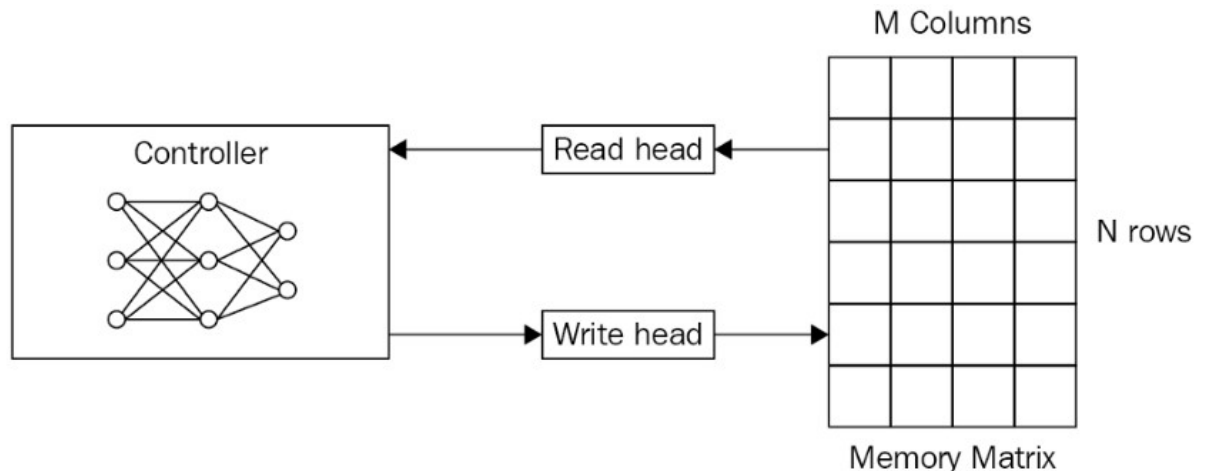 M Columns
Controller
Read head
N rows
Write head
Memory Matrix